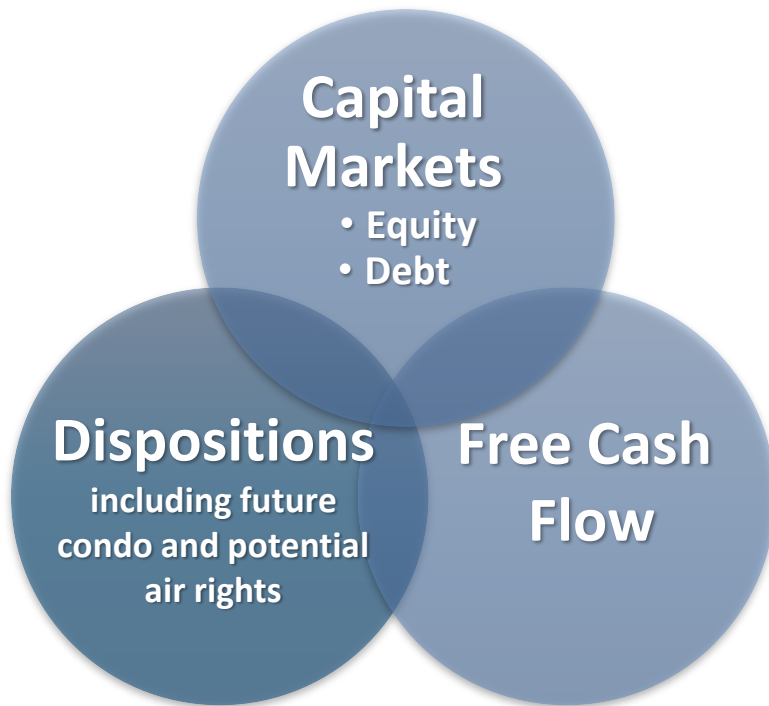 Capital
Markets
• Equity
• Debt
Dispositions
including future
condo and potential
air rights
Free Cash
Flow